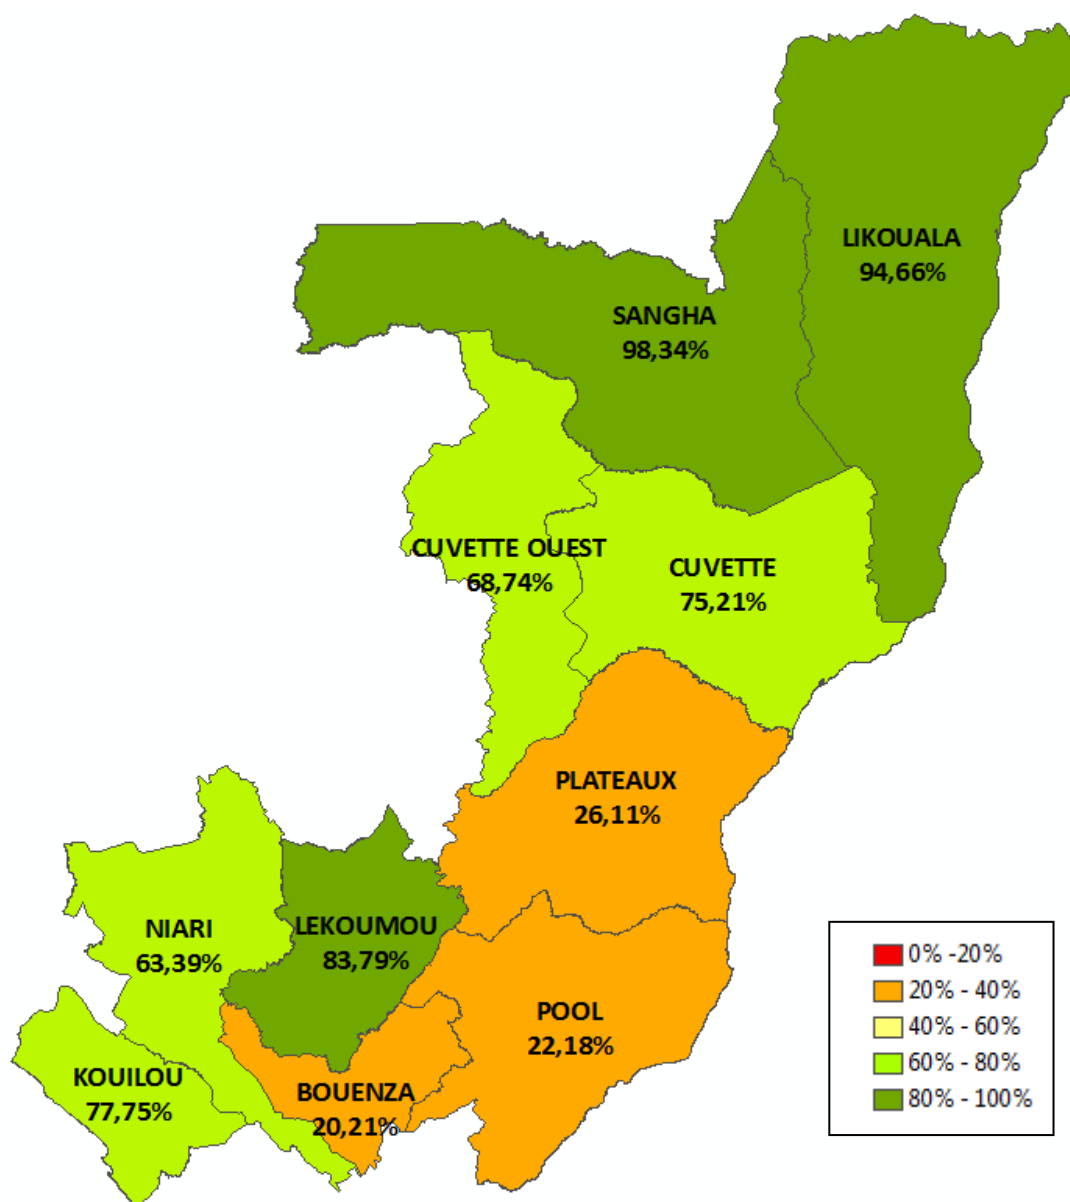 LIKOUALA
94,66%
SANGHA
98,34%
CUVETTE OUEST
68,74%
CUVETTE
75,21%
PLATEAUX
26,11%
NIARI
63,39%
LEKOUMOU
83,79%
POOL
22,18%
KOUILOU
77,75%
BOUENZA
20,21%
0% -20%
20% - 40%
40% - 60%
60% - 80%
80% - 100%